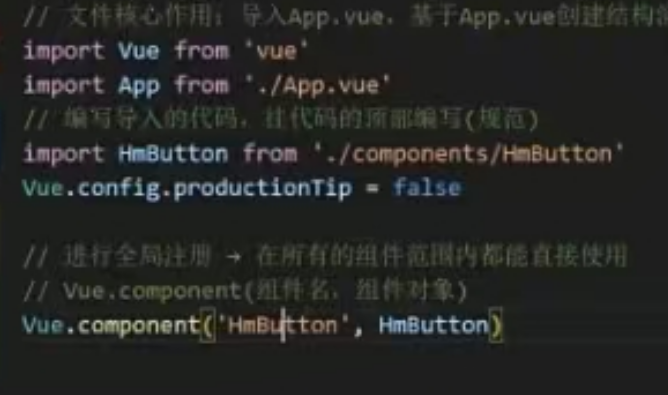 // 文件核心作用：导入App.vue，基于App.vue创建结构
import Vue from 'vue'
import App from './App.vue'
// 编写导入的代码，往代码的顶部编写(规范)
import HmButton from './components/HmButton'
Vue.config.productionTip = false
// 进行全局注册 → 在所有的组件范围内都能直接使用
// Vue.component(组件名，组件对象)
Vue.component('HmButton', HmButton)